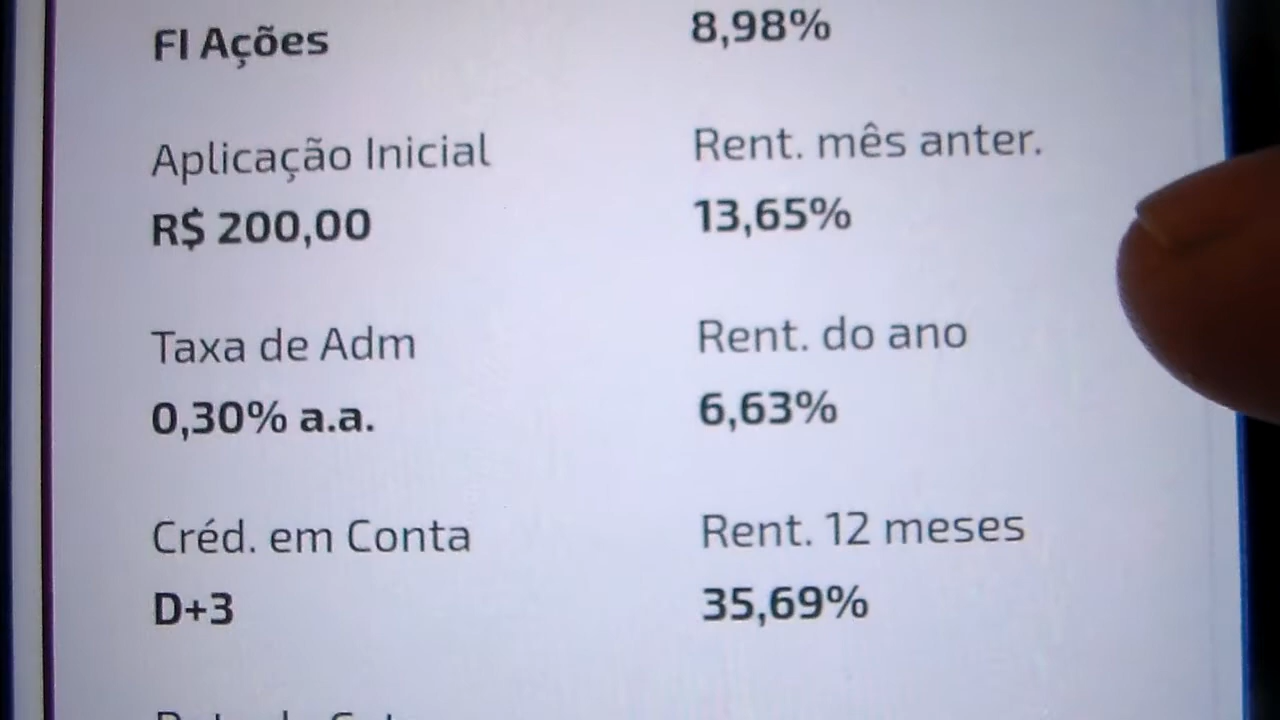 FI Ações
8,98%
Aplicação Inicial
Rent. mês anter.
R$ 200,00
13,65%
Taxa de Adm
Rent. do ano
0,30% a.a.
6,63%
Créd. em Conta
Rent. 12 meses
D+3
35,69%